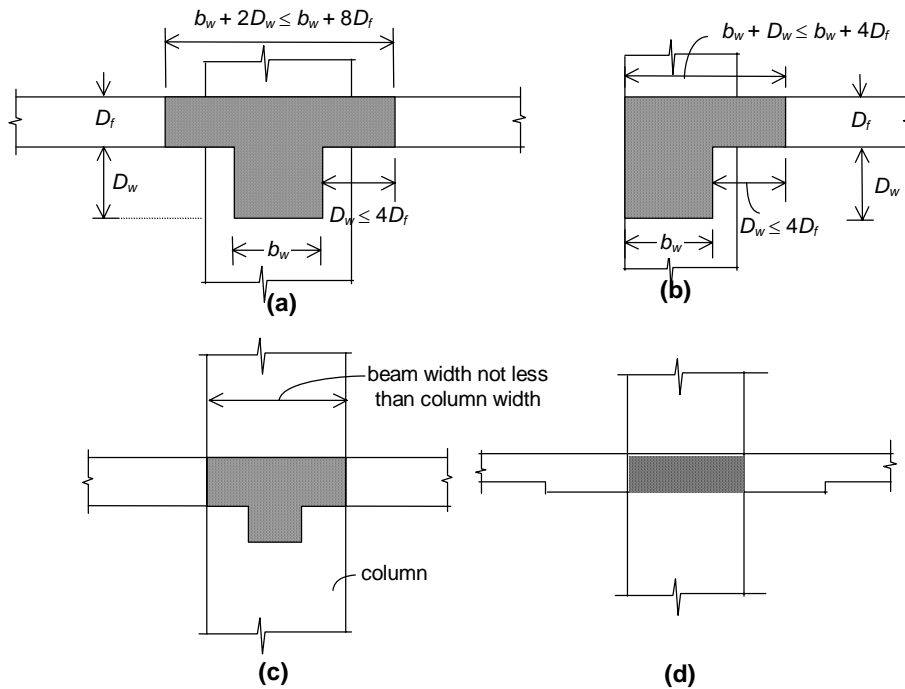 b_w + 2D_w ≤ b_w + 8D_f
D_f
D_w
D_w ≤ 4D_f
b_w
(a)
b_w + D_w ≤ b_w + 4D_f
D_f
D_w
D_w ≤ 4D_f
b_w
(b)
beam width not less
than column width
column
(c)
(d)